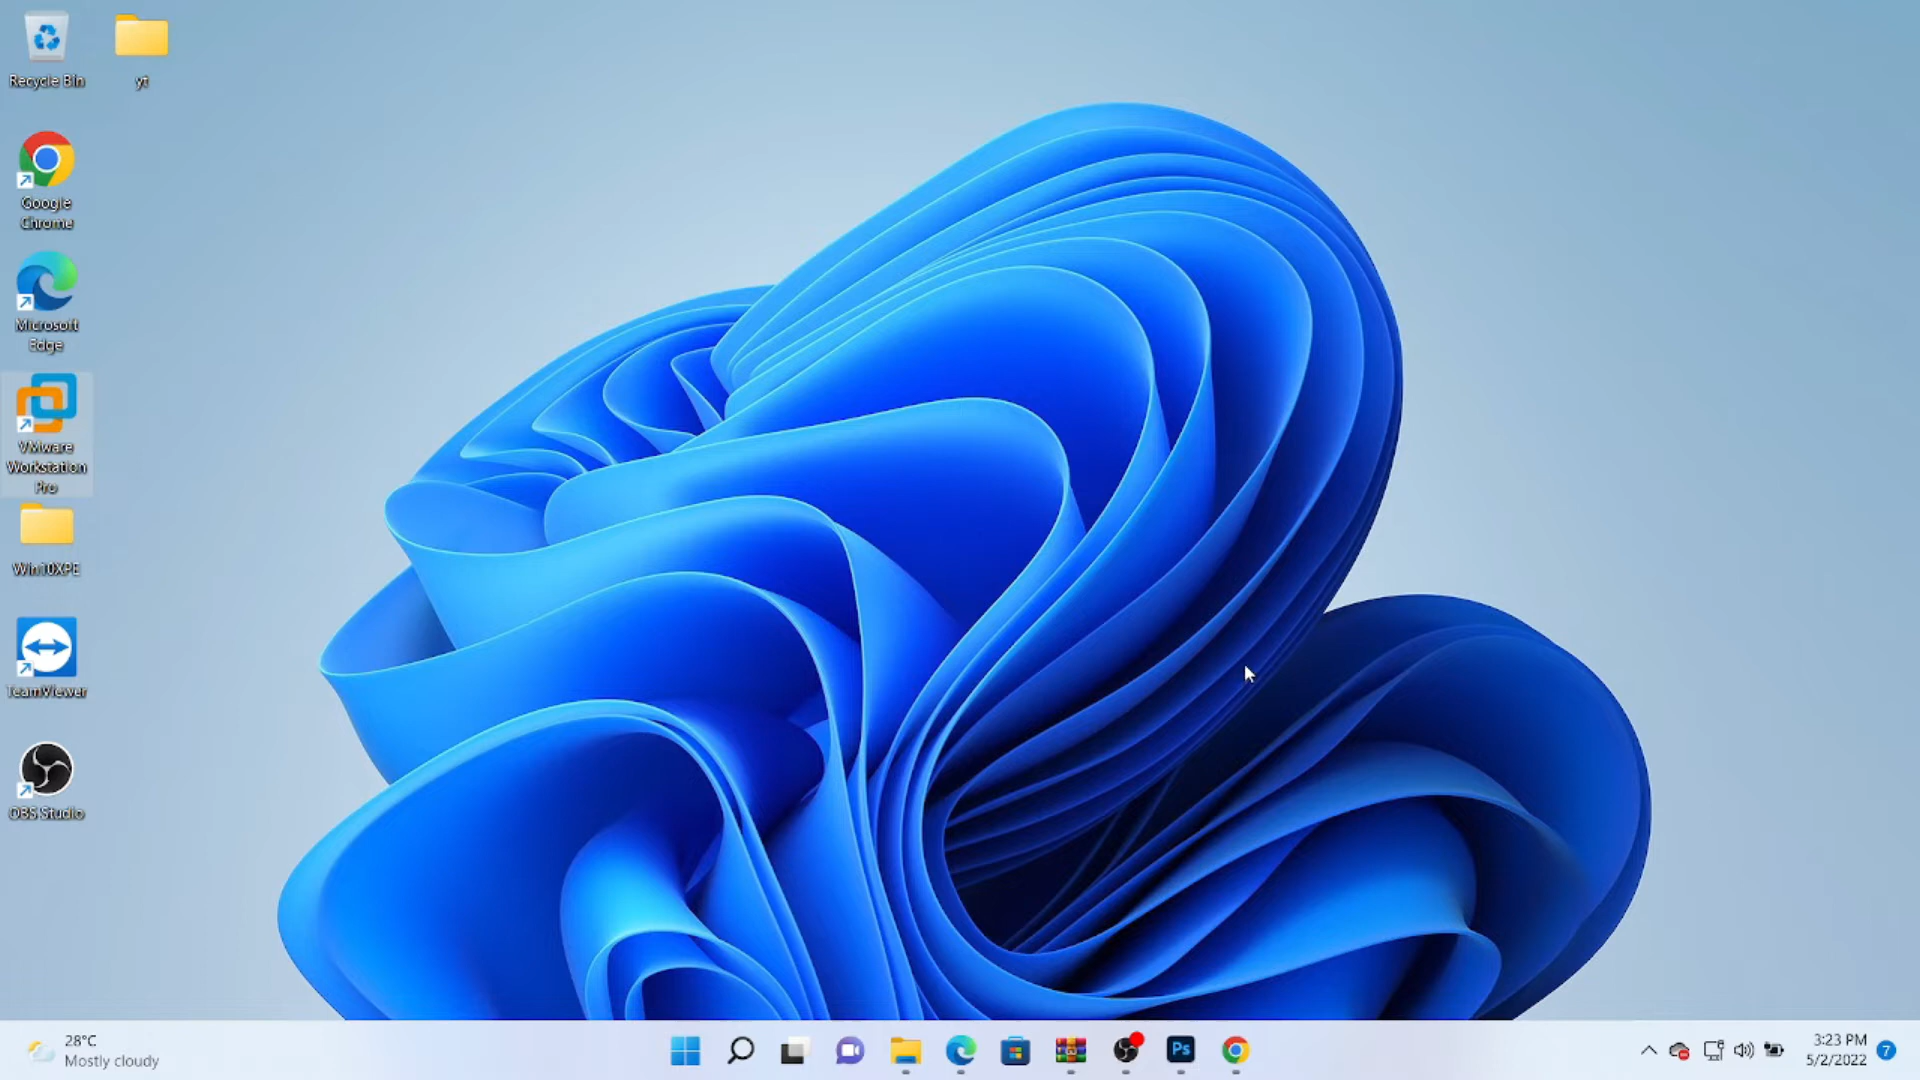 Recycle Bin
yt
Google
Chrome
Microsoft
Edge
VMware
Workstation
Pro
Win10XPE
TeamViewer
OBS Studio
28°C
Mostly cloudy
Ps
3:23 PM
5/2/2022
7